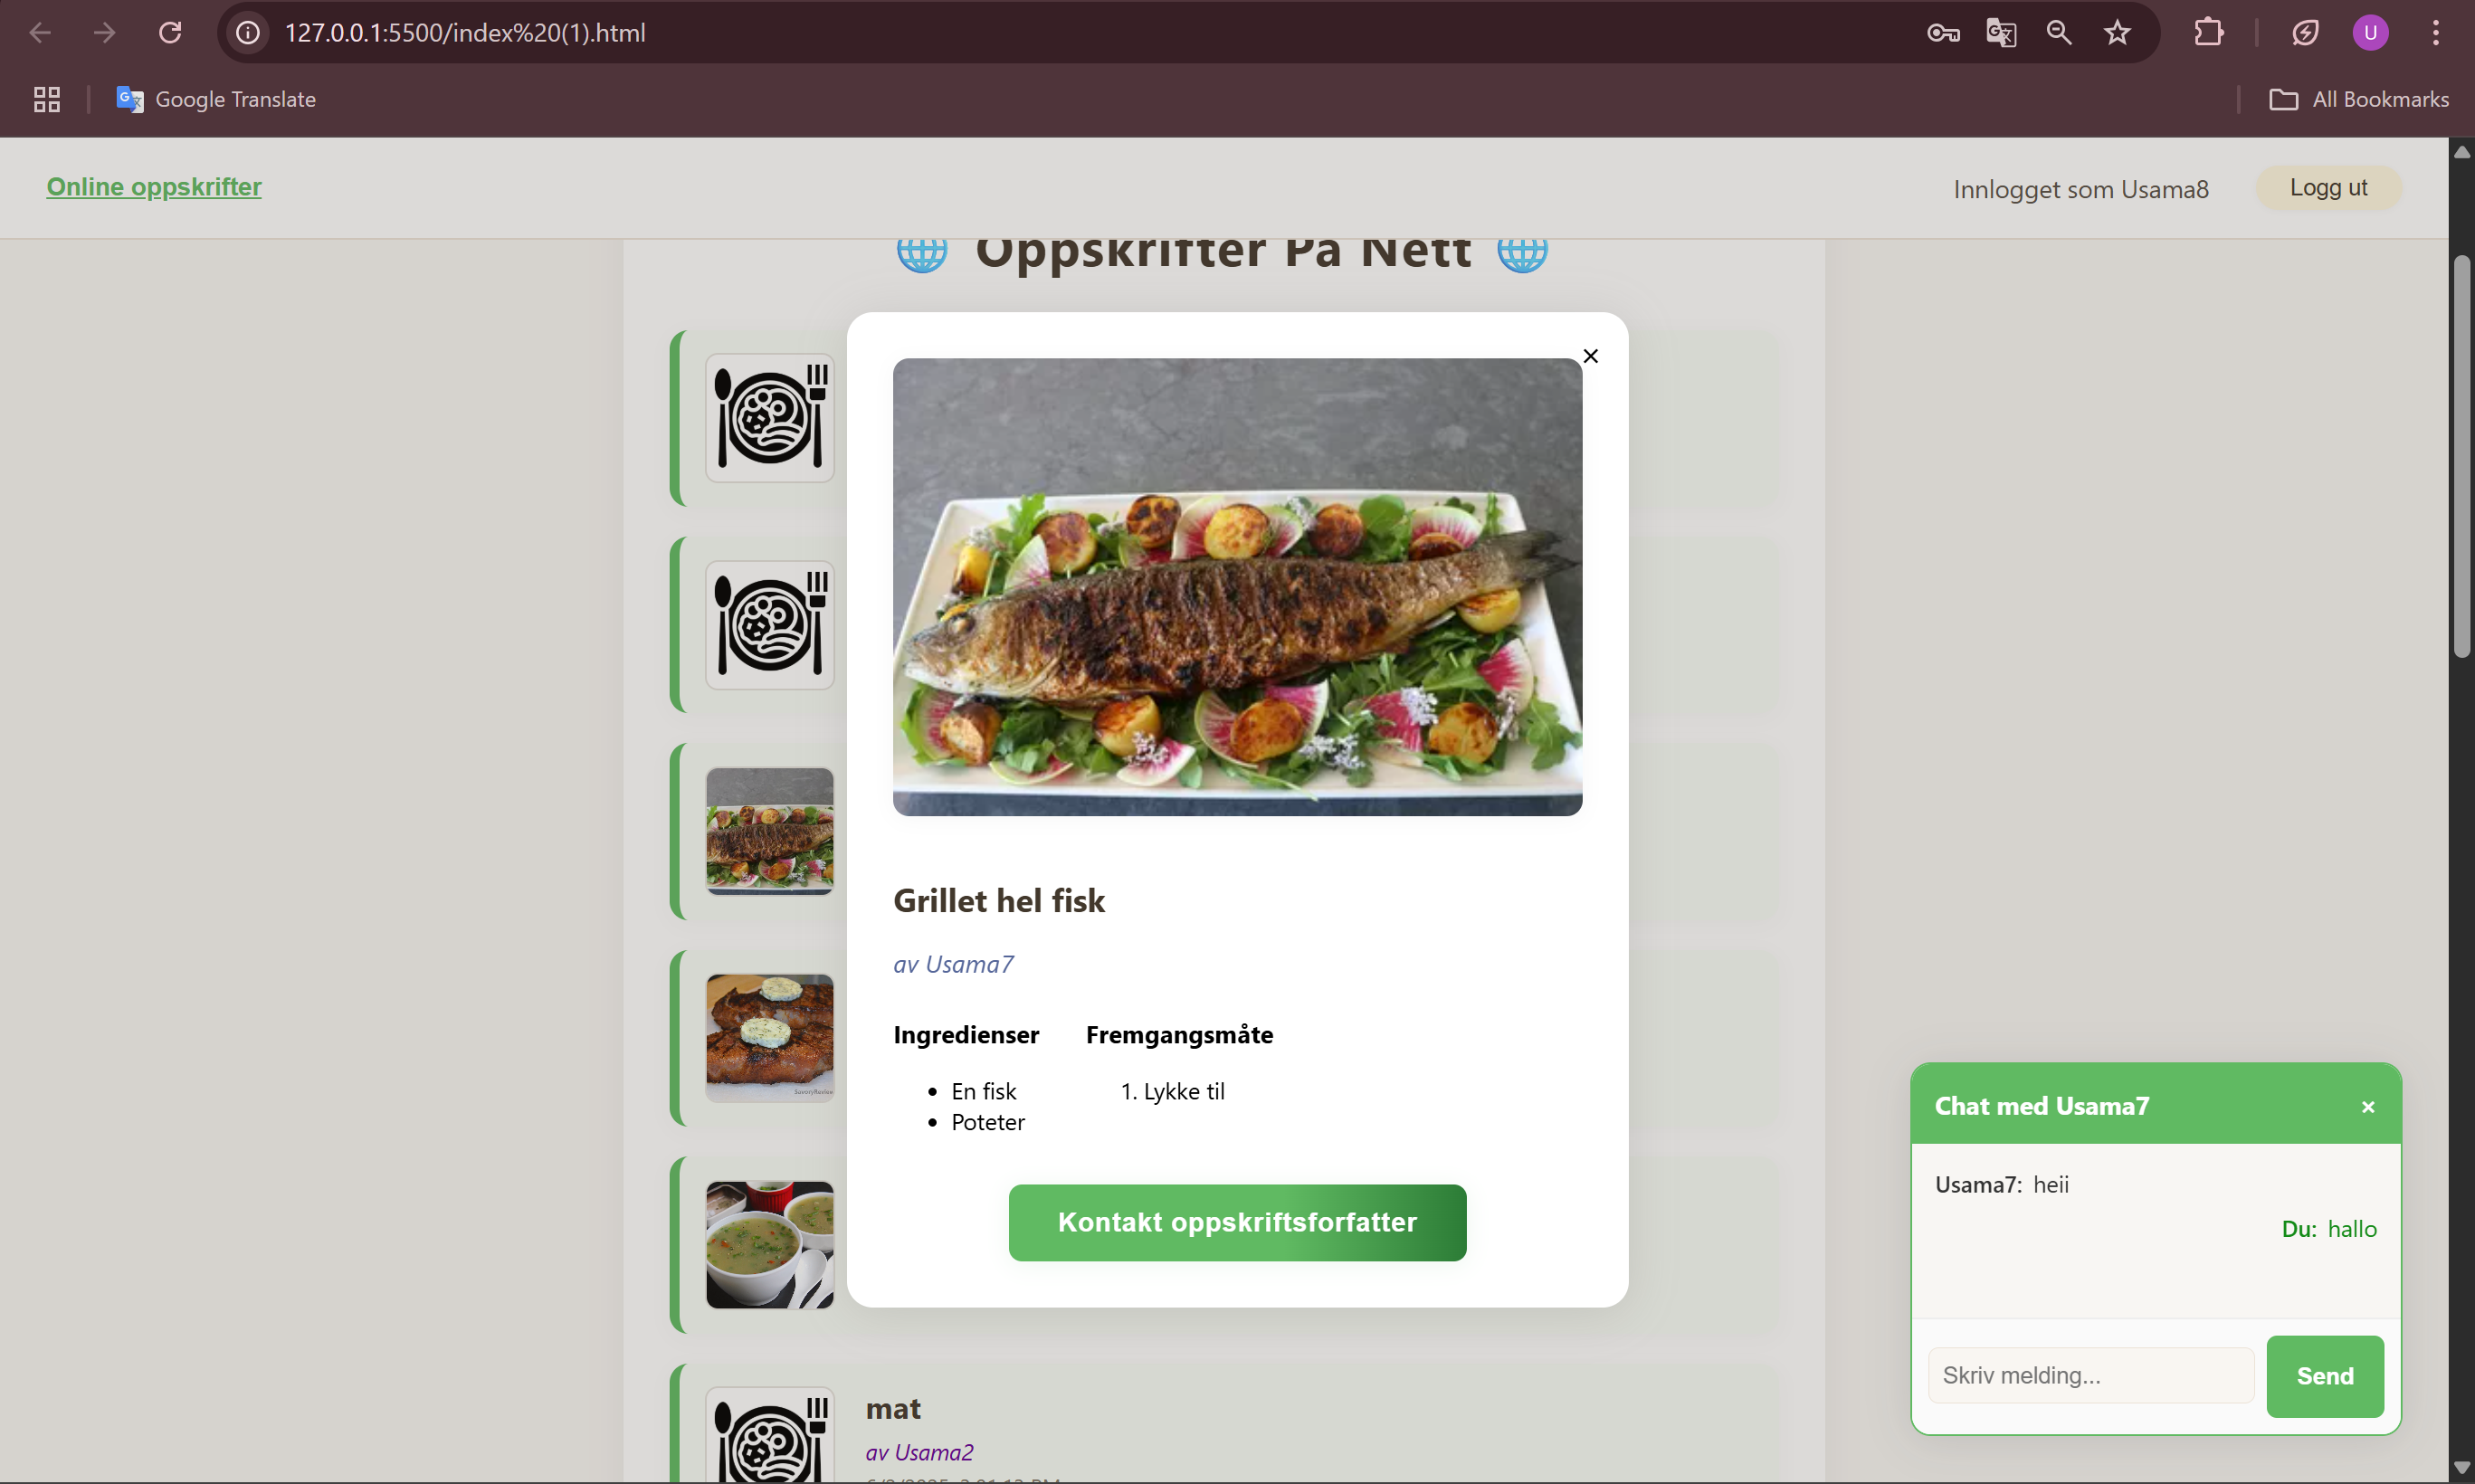 127.0.0.1:5500/index%20(1).html
Google Translate
All Bookmarks
Online oppskrifter
Innlogget som Usama8
Logg ut
Oppskrifter På Nett
×
Grillet hel fisk
av Usama7
Ingredienser
En fisk
Poteter
Fremgangsmåte
1. Lykke til
Kontakt oppskriftsforfatter
mat
av Usama2
Chat med Usama7
×
Usama7: heii
Du: hallo
Skriv melding...
Send
U